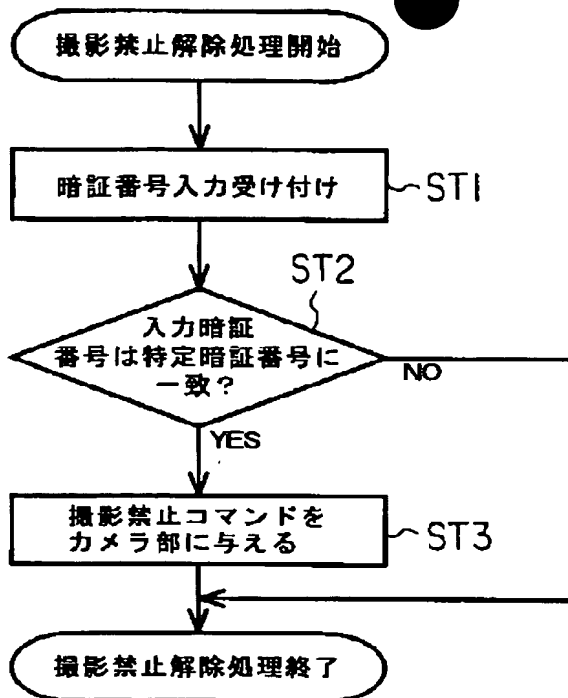 撮影禁止解除処理開始
暗証番号入力受け付け
ST1
ST2
入力暗証
番号は特定暗証番号に
一致?
NO
YES
撮影禁止コマンドを
カメラ部に与える
ST3
撮影禁止解除処理終了